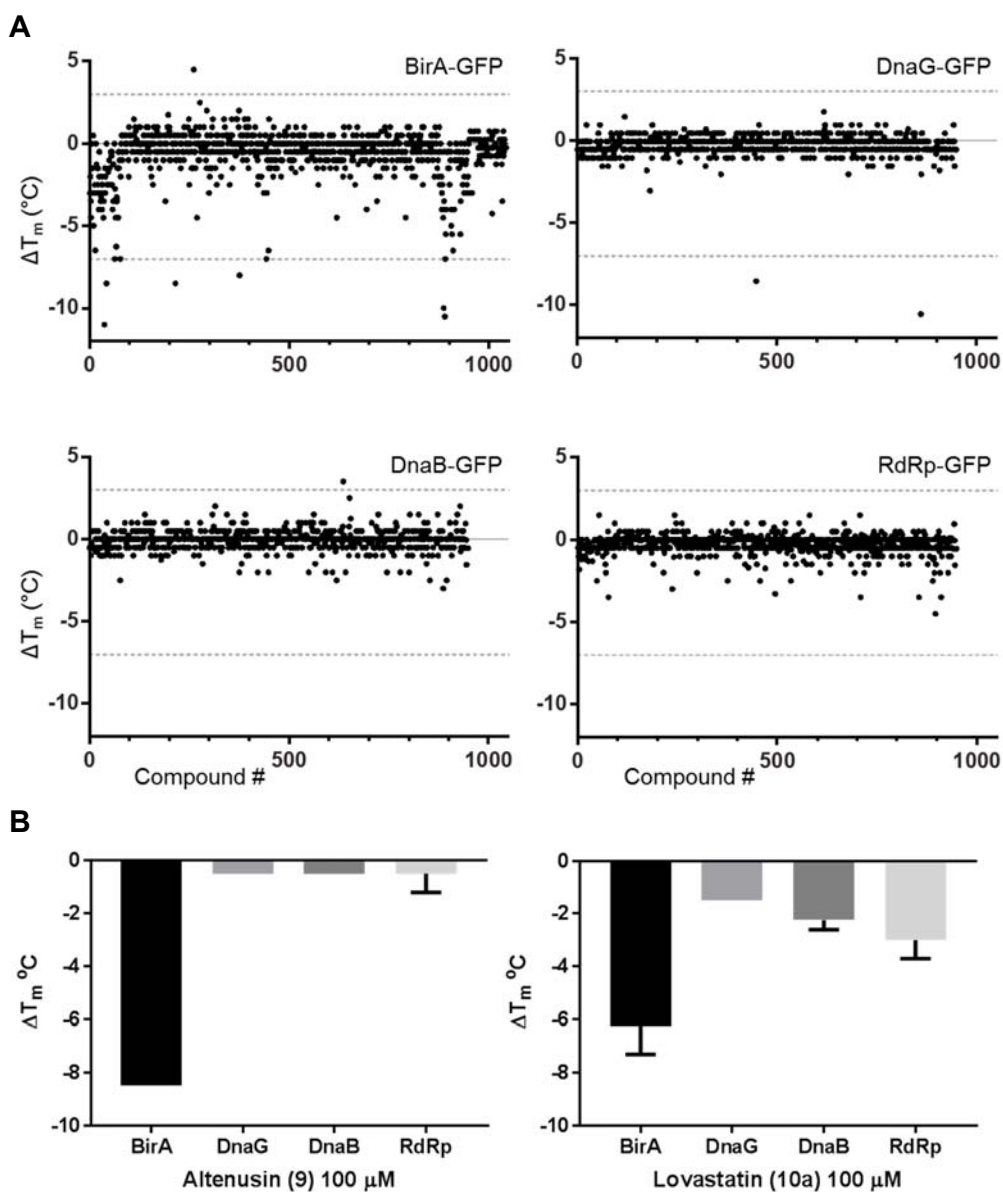 A
BirA-GFP
DnaG-GFP
ΔTm (°C)
5
0
-5
-10
0
500
1000
5
0
-5
-10
0
500
1000
DnaB-GFP
RdRp-GFP
ΔTm (°C)
5
0
-5
-10
0
500
1000
Compound #
5
0
-5
-10
0
500
1000
Compound #
B
ΔTm °C
0
-2
-4
-6
-8
-10
BirA DnaG DnaB RdRp
Altenusin (9) 100 μM
ΔTm °C
0
-2
-4
-6
-8
-10
BirA DnaG DnaB RdRp
Lovastatin (10a) 100 μM